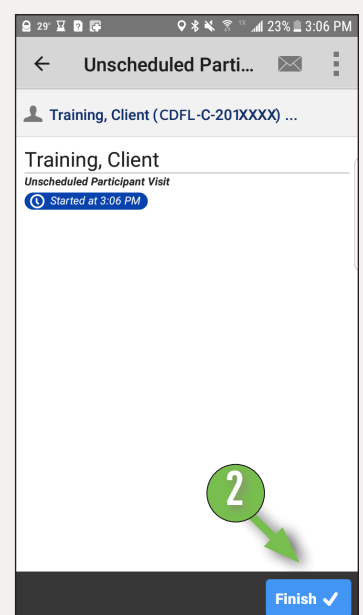 29° 23% 3:06 PM
Unscheduled Parti...
Training, Client (CDFL-C-201XXXX) ...
Training, Client
Unscheduled Participant Visit
Started at 3:06 PM
2
Finish